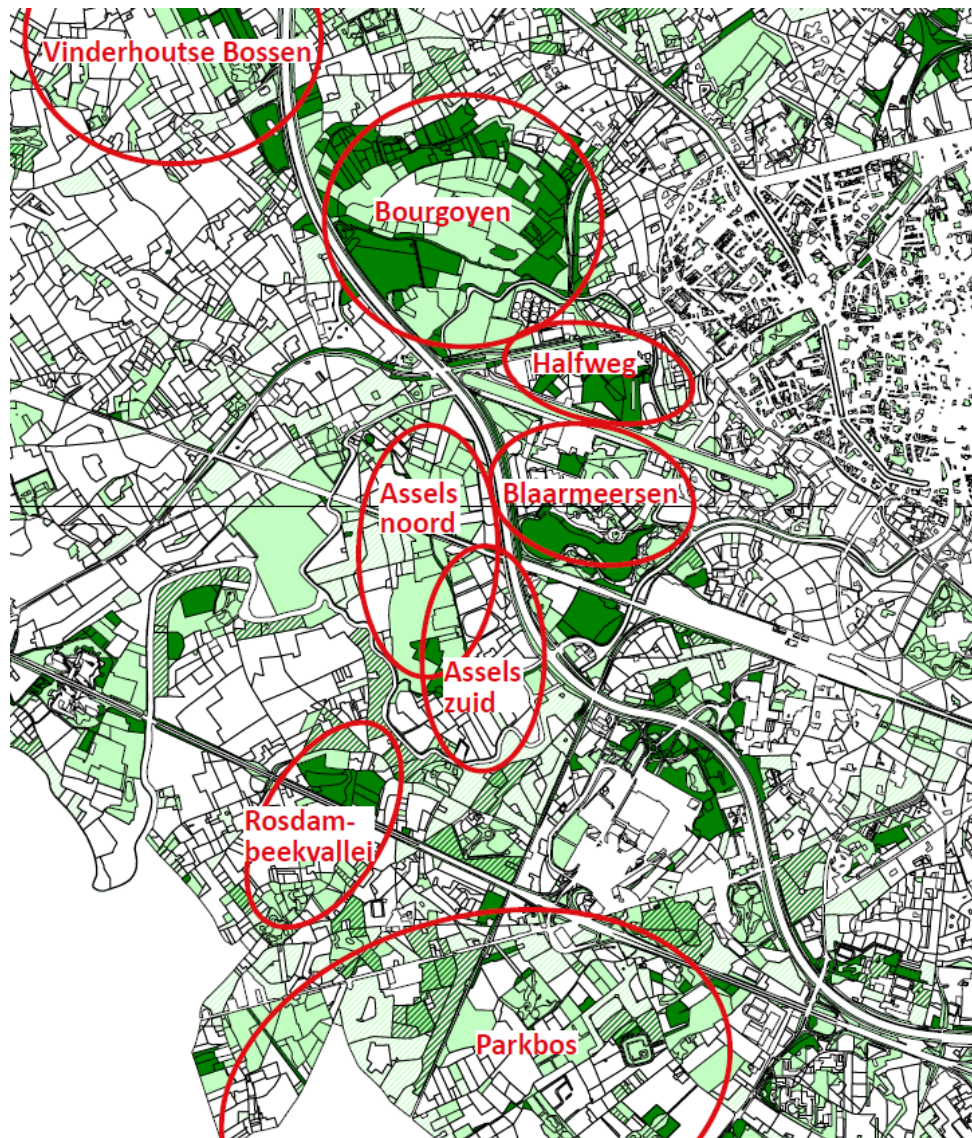 Vinderhoutse Bossen
Bourgoyen
Halfweg
Assels
noord
Blaarmeersen
Assels
zuid
Rosdam-
beekvallei
Parkbos